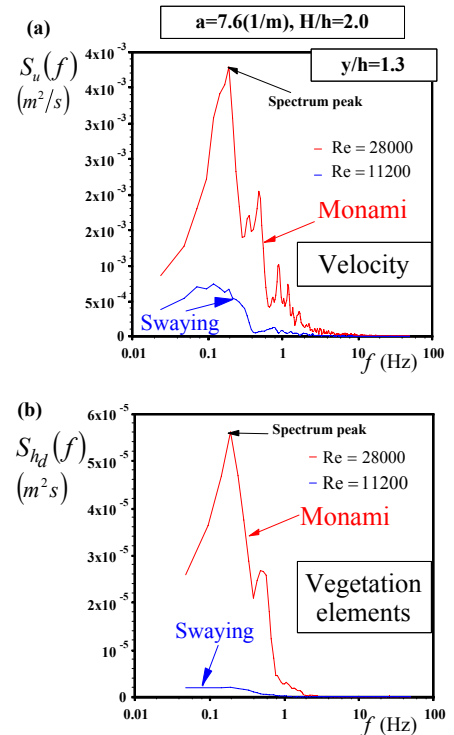 a=7.6(1/m), H/h=2.0
(a)
y/h=1.3
S_u(f)
(m²/s)
4x10⁻³
4x10⁻³
3x10⁻³
3x10⁻³
2x10⁻³
2x10⁻³
1x10⁻³
5x10⁻⁴
0
Spectrum peak
Re = 28000
Re = 11200
Monami
Velocity
Swaying
0.01 0.1 1 10 100
f (Hz)
(b)
S_{h_d}(f)
(m²s)
6x10⁻⁵
5x10⁻⁵
4x10⁻⁵
3x10⁻⁵
2x10⁻⁵
10⁻⁵
0
Spectrum peak
Re = 28000
Re = 11200
Monami
Vegetation
elements
Swaying
0.01 0.1 1 10 100
f (Hz)